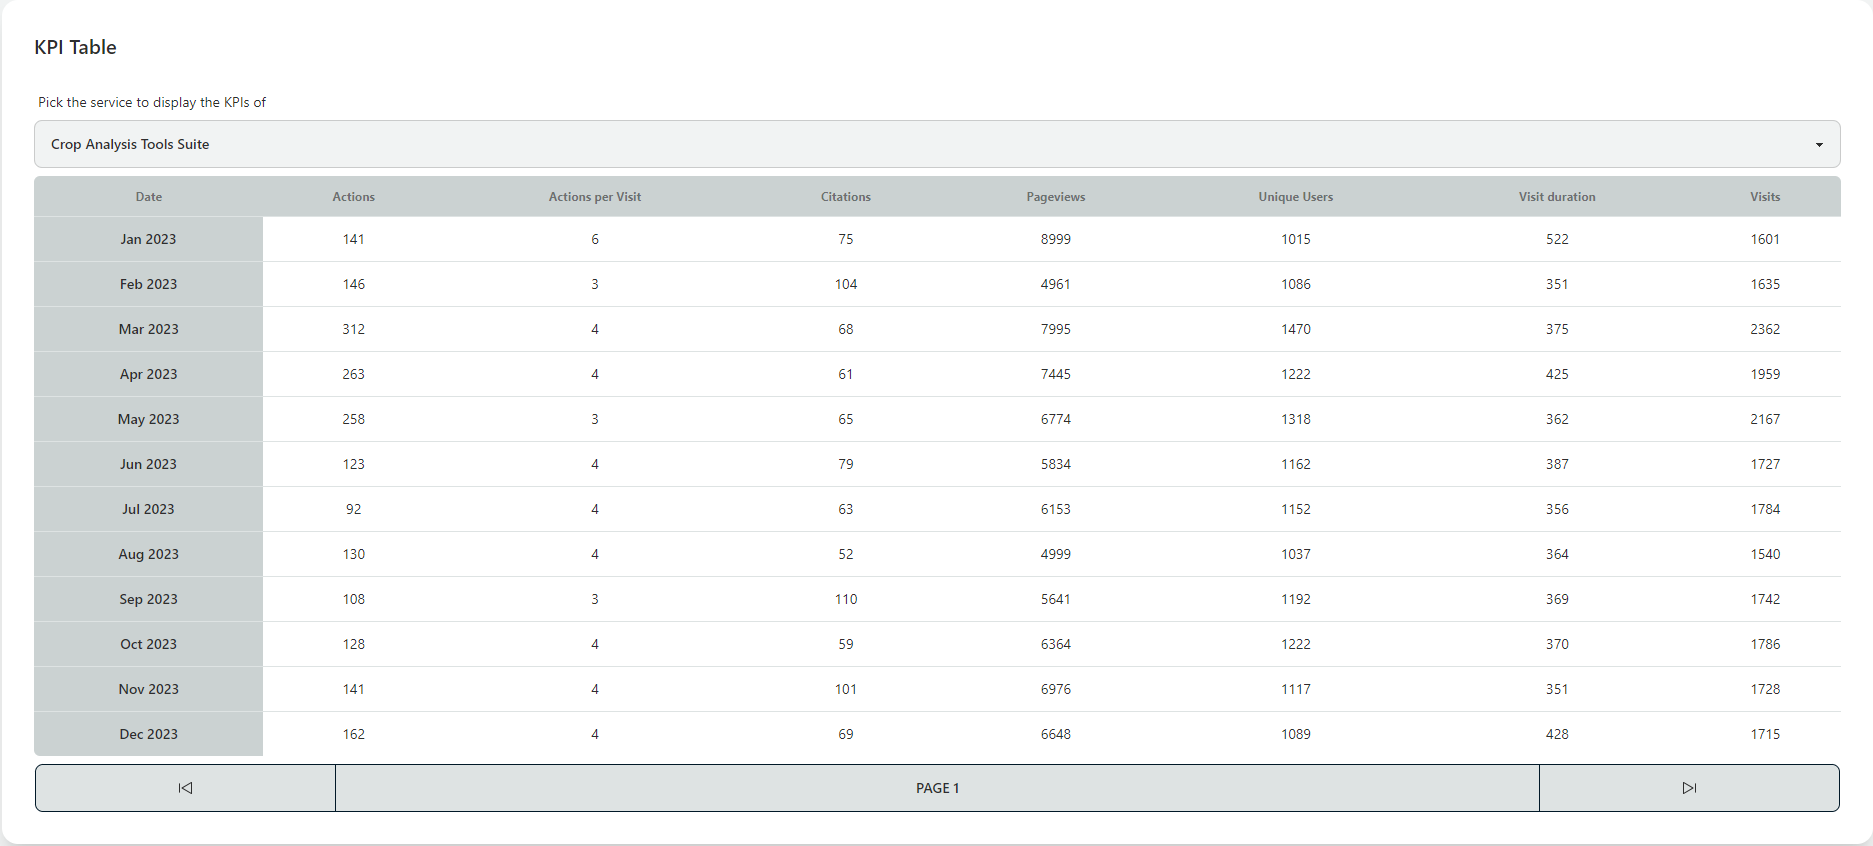 KPI Table
Pick the service to display the KPIs of
Crop Analysis Tools Suite
Date Actions Actions per Visit Citations Pageviews Unique Users Visit duration Visits
Jan 2023 141 6 75 8999 1015 522 1601
Feb 2023 146 3 104 4961 1086 351 1635
Mar 2023 312 4 68 7995 1470 375 2362
Apr 2023 263 4 61 7445 1222 425 1959
May 2023 258 3 65 6774 1318 362 2167
Jun 2023 123 4 79 5834 1162 387 1727
Jul 2023 92 4 63 6153 1152 356 1784
Aug 2023 130 4 52 4999 1037 364 1540
Sep 2023 108 3 110 5641 1192 369 1742
Oct 2023 128 4 59 6364 1222 370 1786
Nov 2023 141 4 101 6976 1117 351 1728
Dec 2023 162 4 69 6648 1089 428 1715
PAGE 1